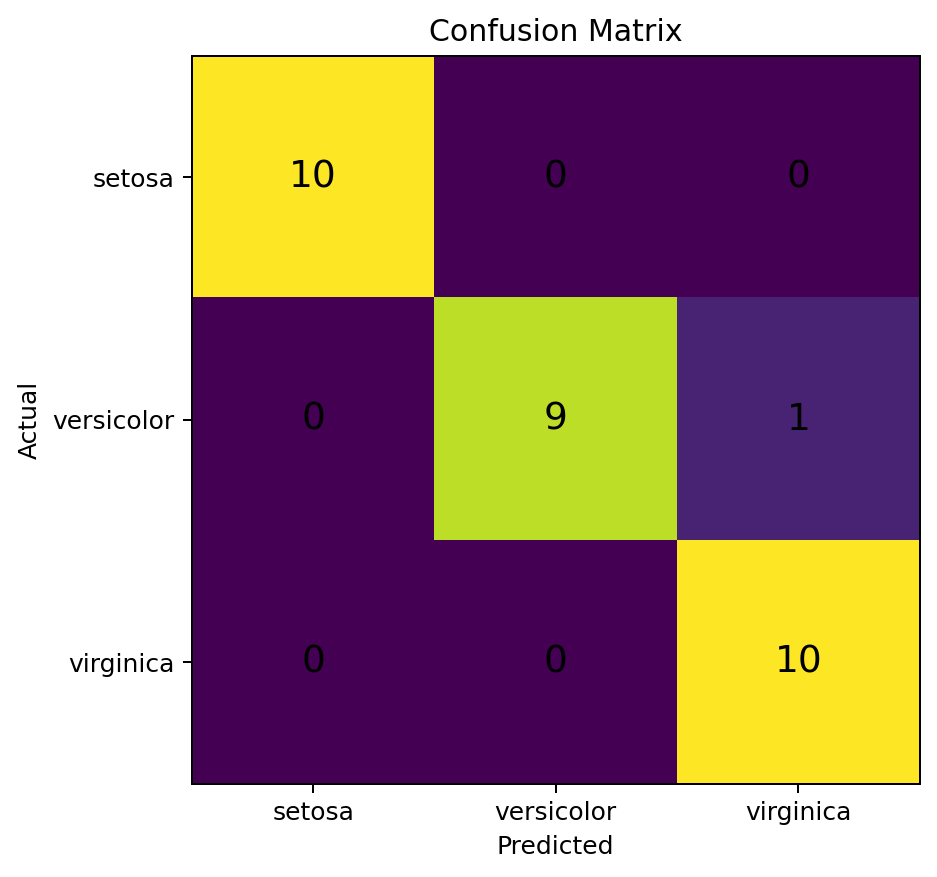 Confusion Matrix
Actual
setosa 10 0 0
versicolor 0 9 1
virginica 0 0 10
setosa versicolor virginica
Predicted